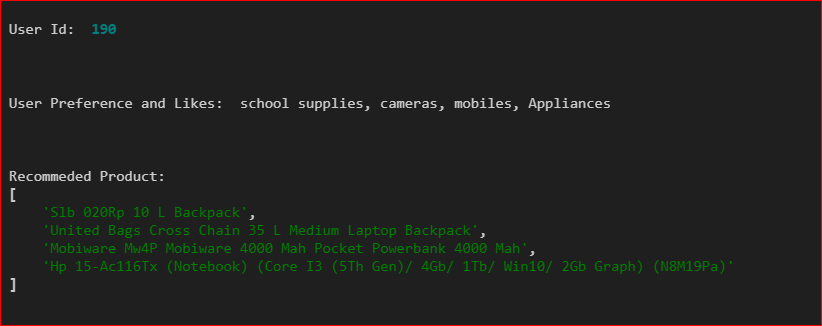 User Id: 190
User Preference and Likes: school supplies, cameras, mobiles, Appliances
Recommeded Product:
[
'Slb 020Rp 10 L Backpack',
'United Bags Cross Chain 35 L Medium Laptop Backpack',
'Mobiware Mw4P Mobiware 4000 Mah Pocket Powerbank 4000 Mah',
'Hp 15-Ac116Tx (Notebook) (Core I3 (5Th Gen)/ 4Gb/ 1Tb/ Win10/ 2Gb Graph) (N8M19Pa)'
]